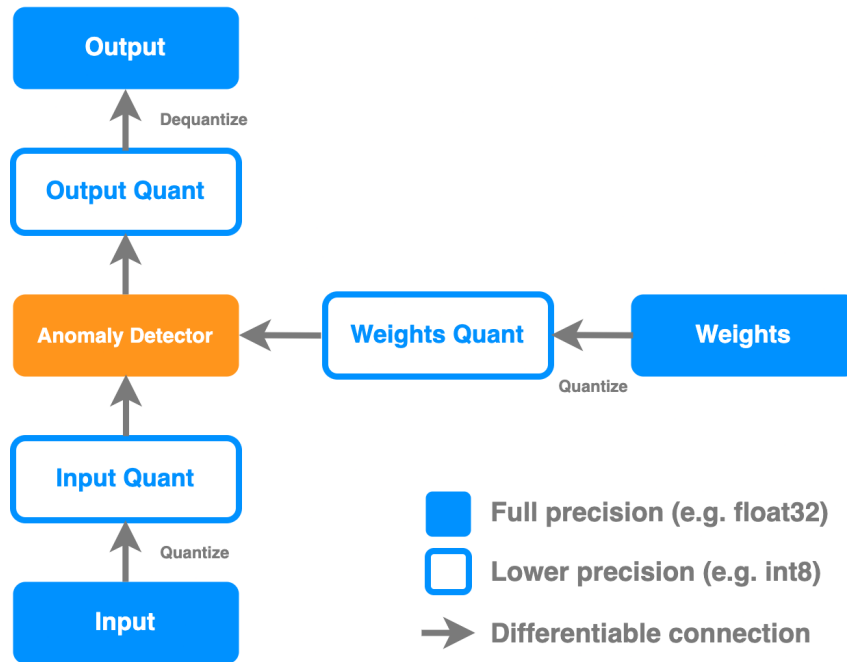 Output
Dequantize
Output Quant
Anomaly Detector
Weights Quant
Weights
Quantize
Input Quant
Quantize
Input
Full precision (e.g. float32)
Lower precision (e.g. int8)
Differentiable connection